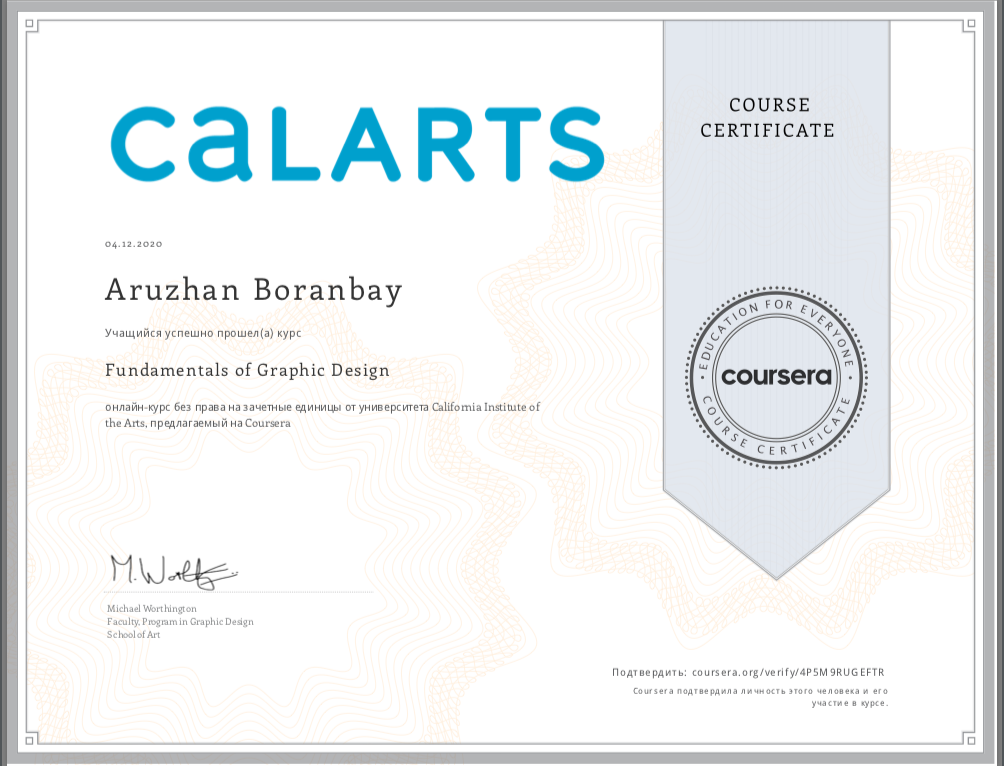 CALARTS
COURSE
CERTIFICATE
04.12.2020
Aruzhan Boranbay
Учащийся успешно прошел(а) курс
Fundamentals of Graphic Design
онлайн-курс без права на зачетные единицы от университета California Institute of
the Arts, предлагаемый на Coursera
EDUCATION FOR EVERYONE
coursera
COURSE CERTIFICATE
Michael Worthington
Faculty, Program in Graphic Design
School of Art
Подтвердить: coursera.org/verify/4P5M9RUGEFTR
Coursera подтвердила личность этого человека и его
участие в курсе.